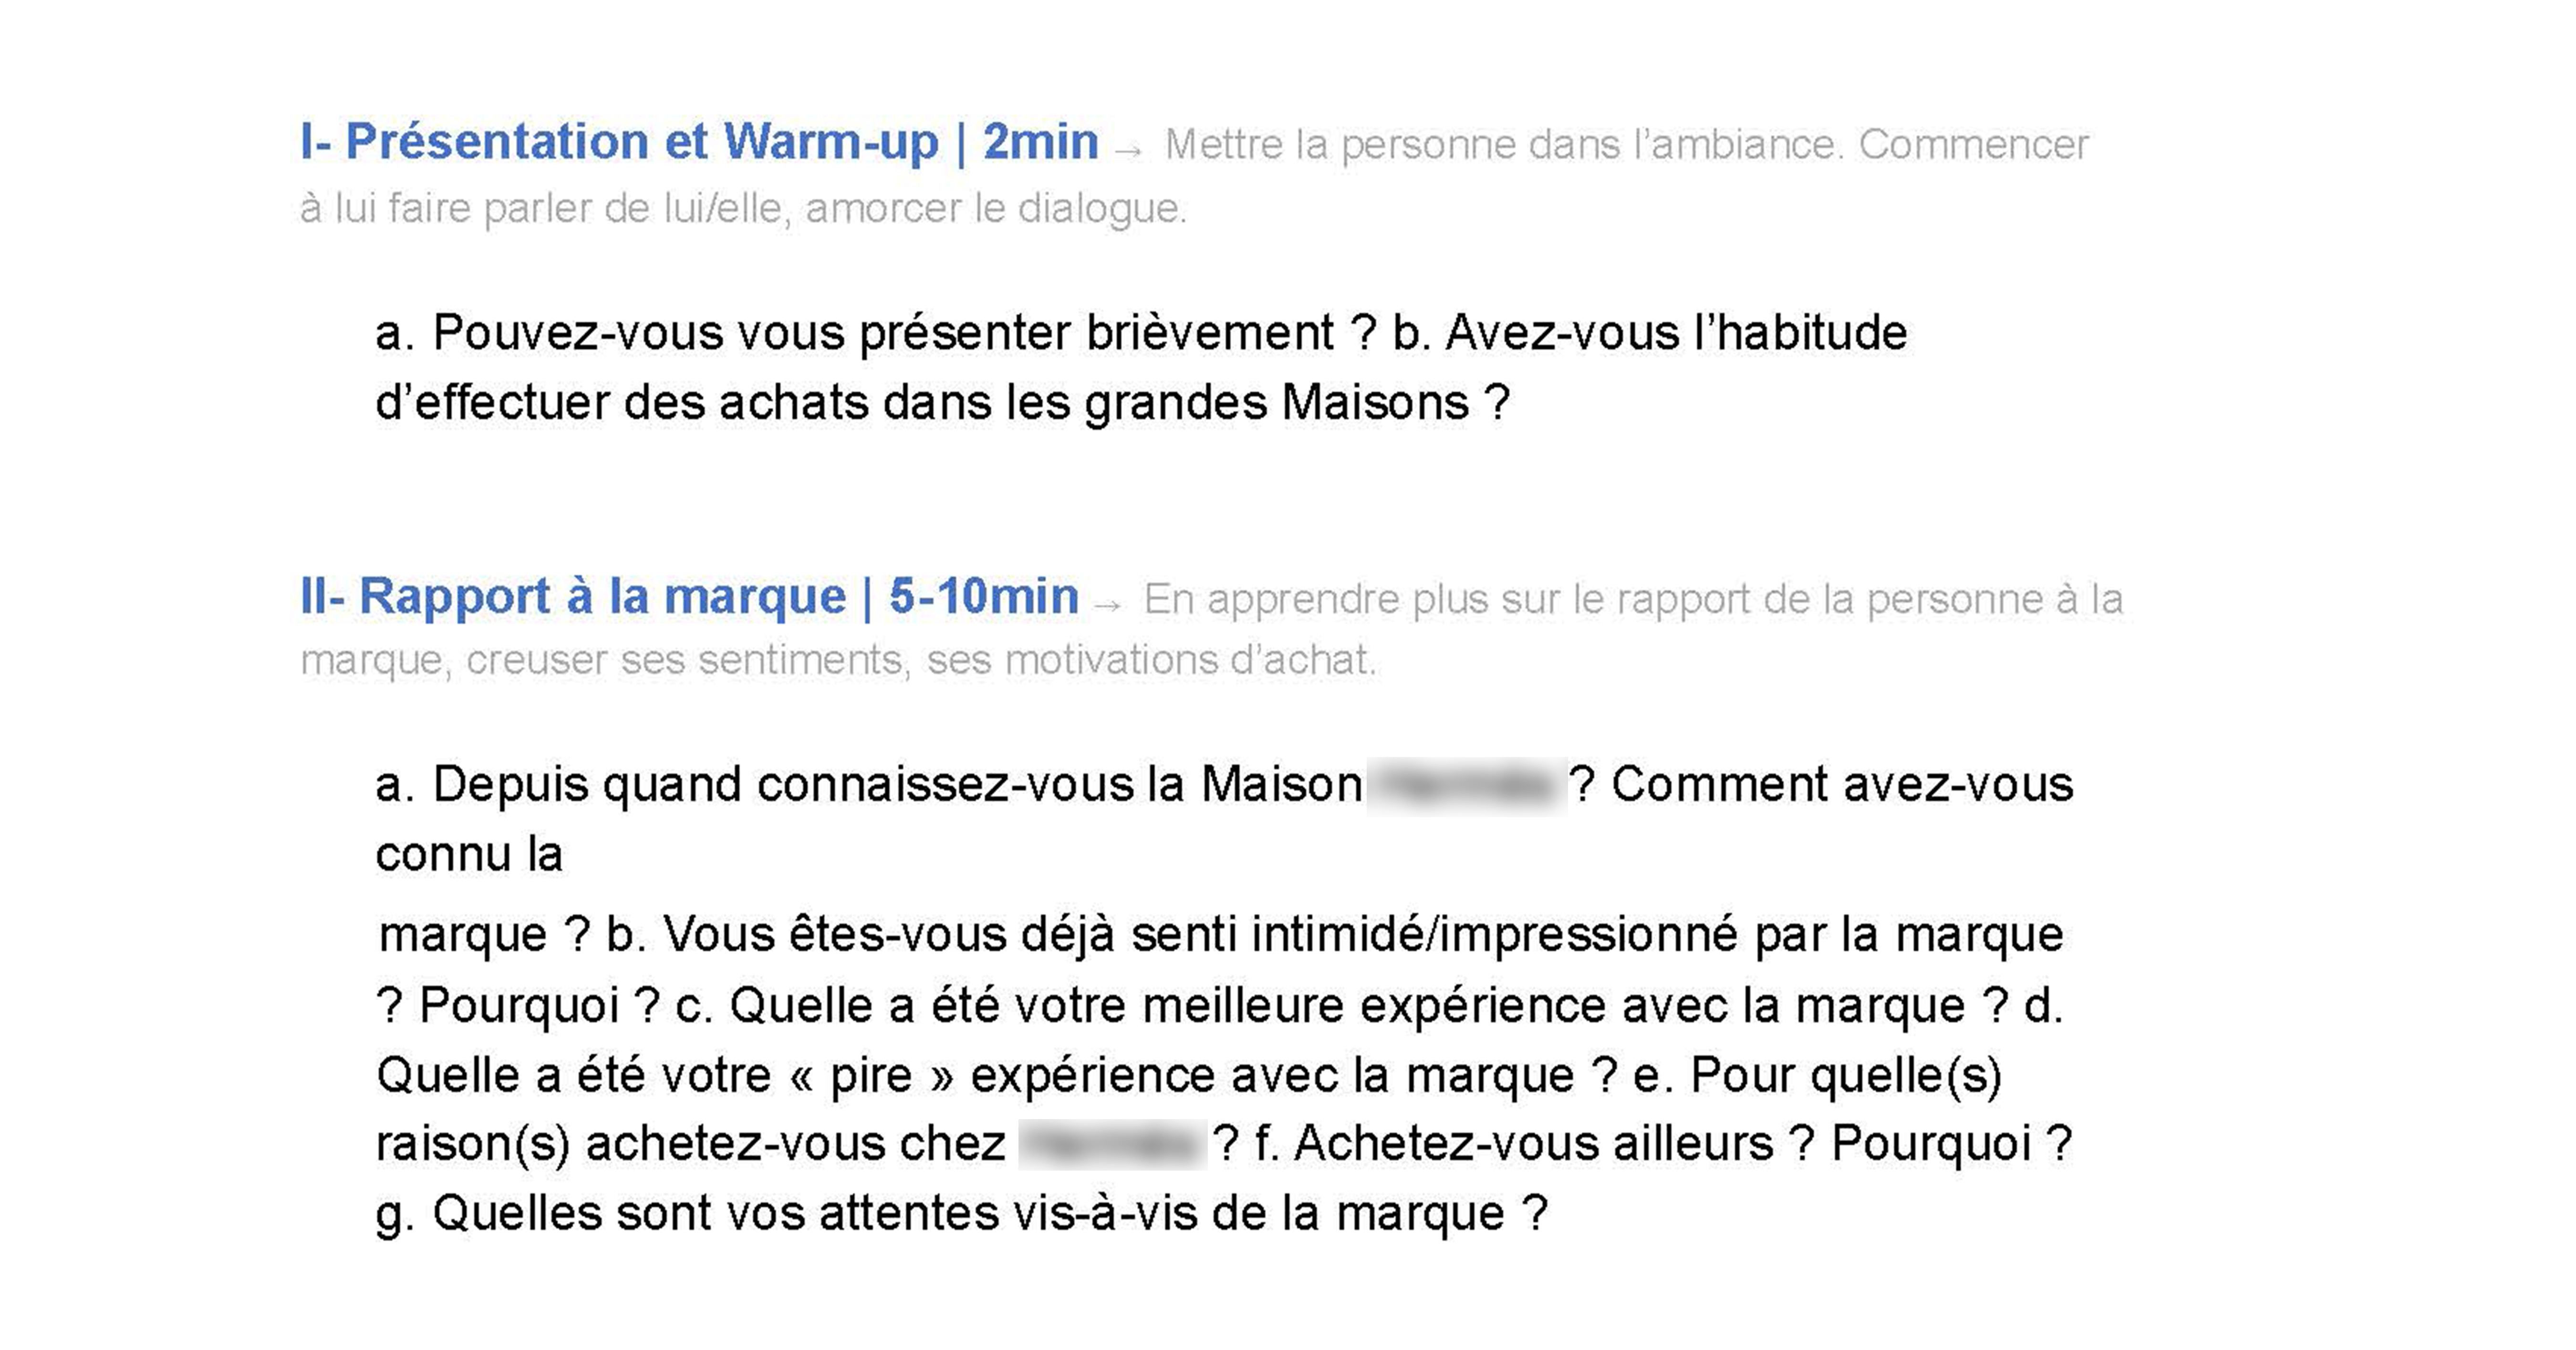 I- Présentation et Warm-up | 2min → Mettre la personne dans l’ambiance. Commencer
à lui faire parler de lui/elle, amorcer le dialogue.
a. Pouvez-vous vous présenter brièvement ? b. Avez-vous l’habitude
d’effectuer des achats dans les grandes Maisons ?
II- Rapport à la marque | 5-10min → En apprendre plus sur le rapport de la personne à la
marque, creuser ses sentiments, ses motivations d’achat.
a. Depuis quand connaissez-vous la Maison ? Comment avez-vous
connu la
marque ? b. Vous êtes-vous déjà senti intimidé/impressionné par la marque
? Pourquoi ? c. Quelle a été votre meilleure expérience avec la marque ? d.
Quelle a été votre « pire » expérience avec la marque ? e. Pour quelle(s)
raison(s) achetez-vous chez ? f. Achetez-vous ailleurs ? Pourquoi ?
g. Quelles sont vos attentes vis-à-vis de la marque ?